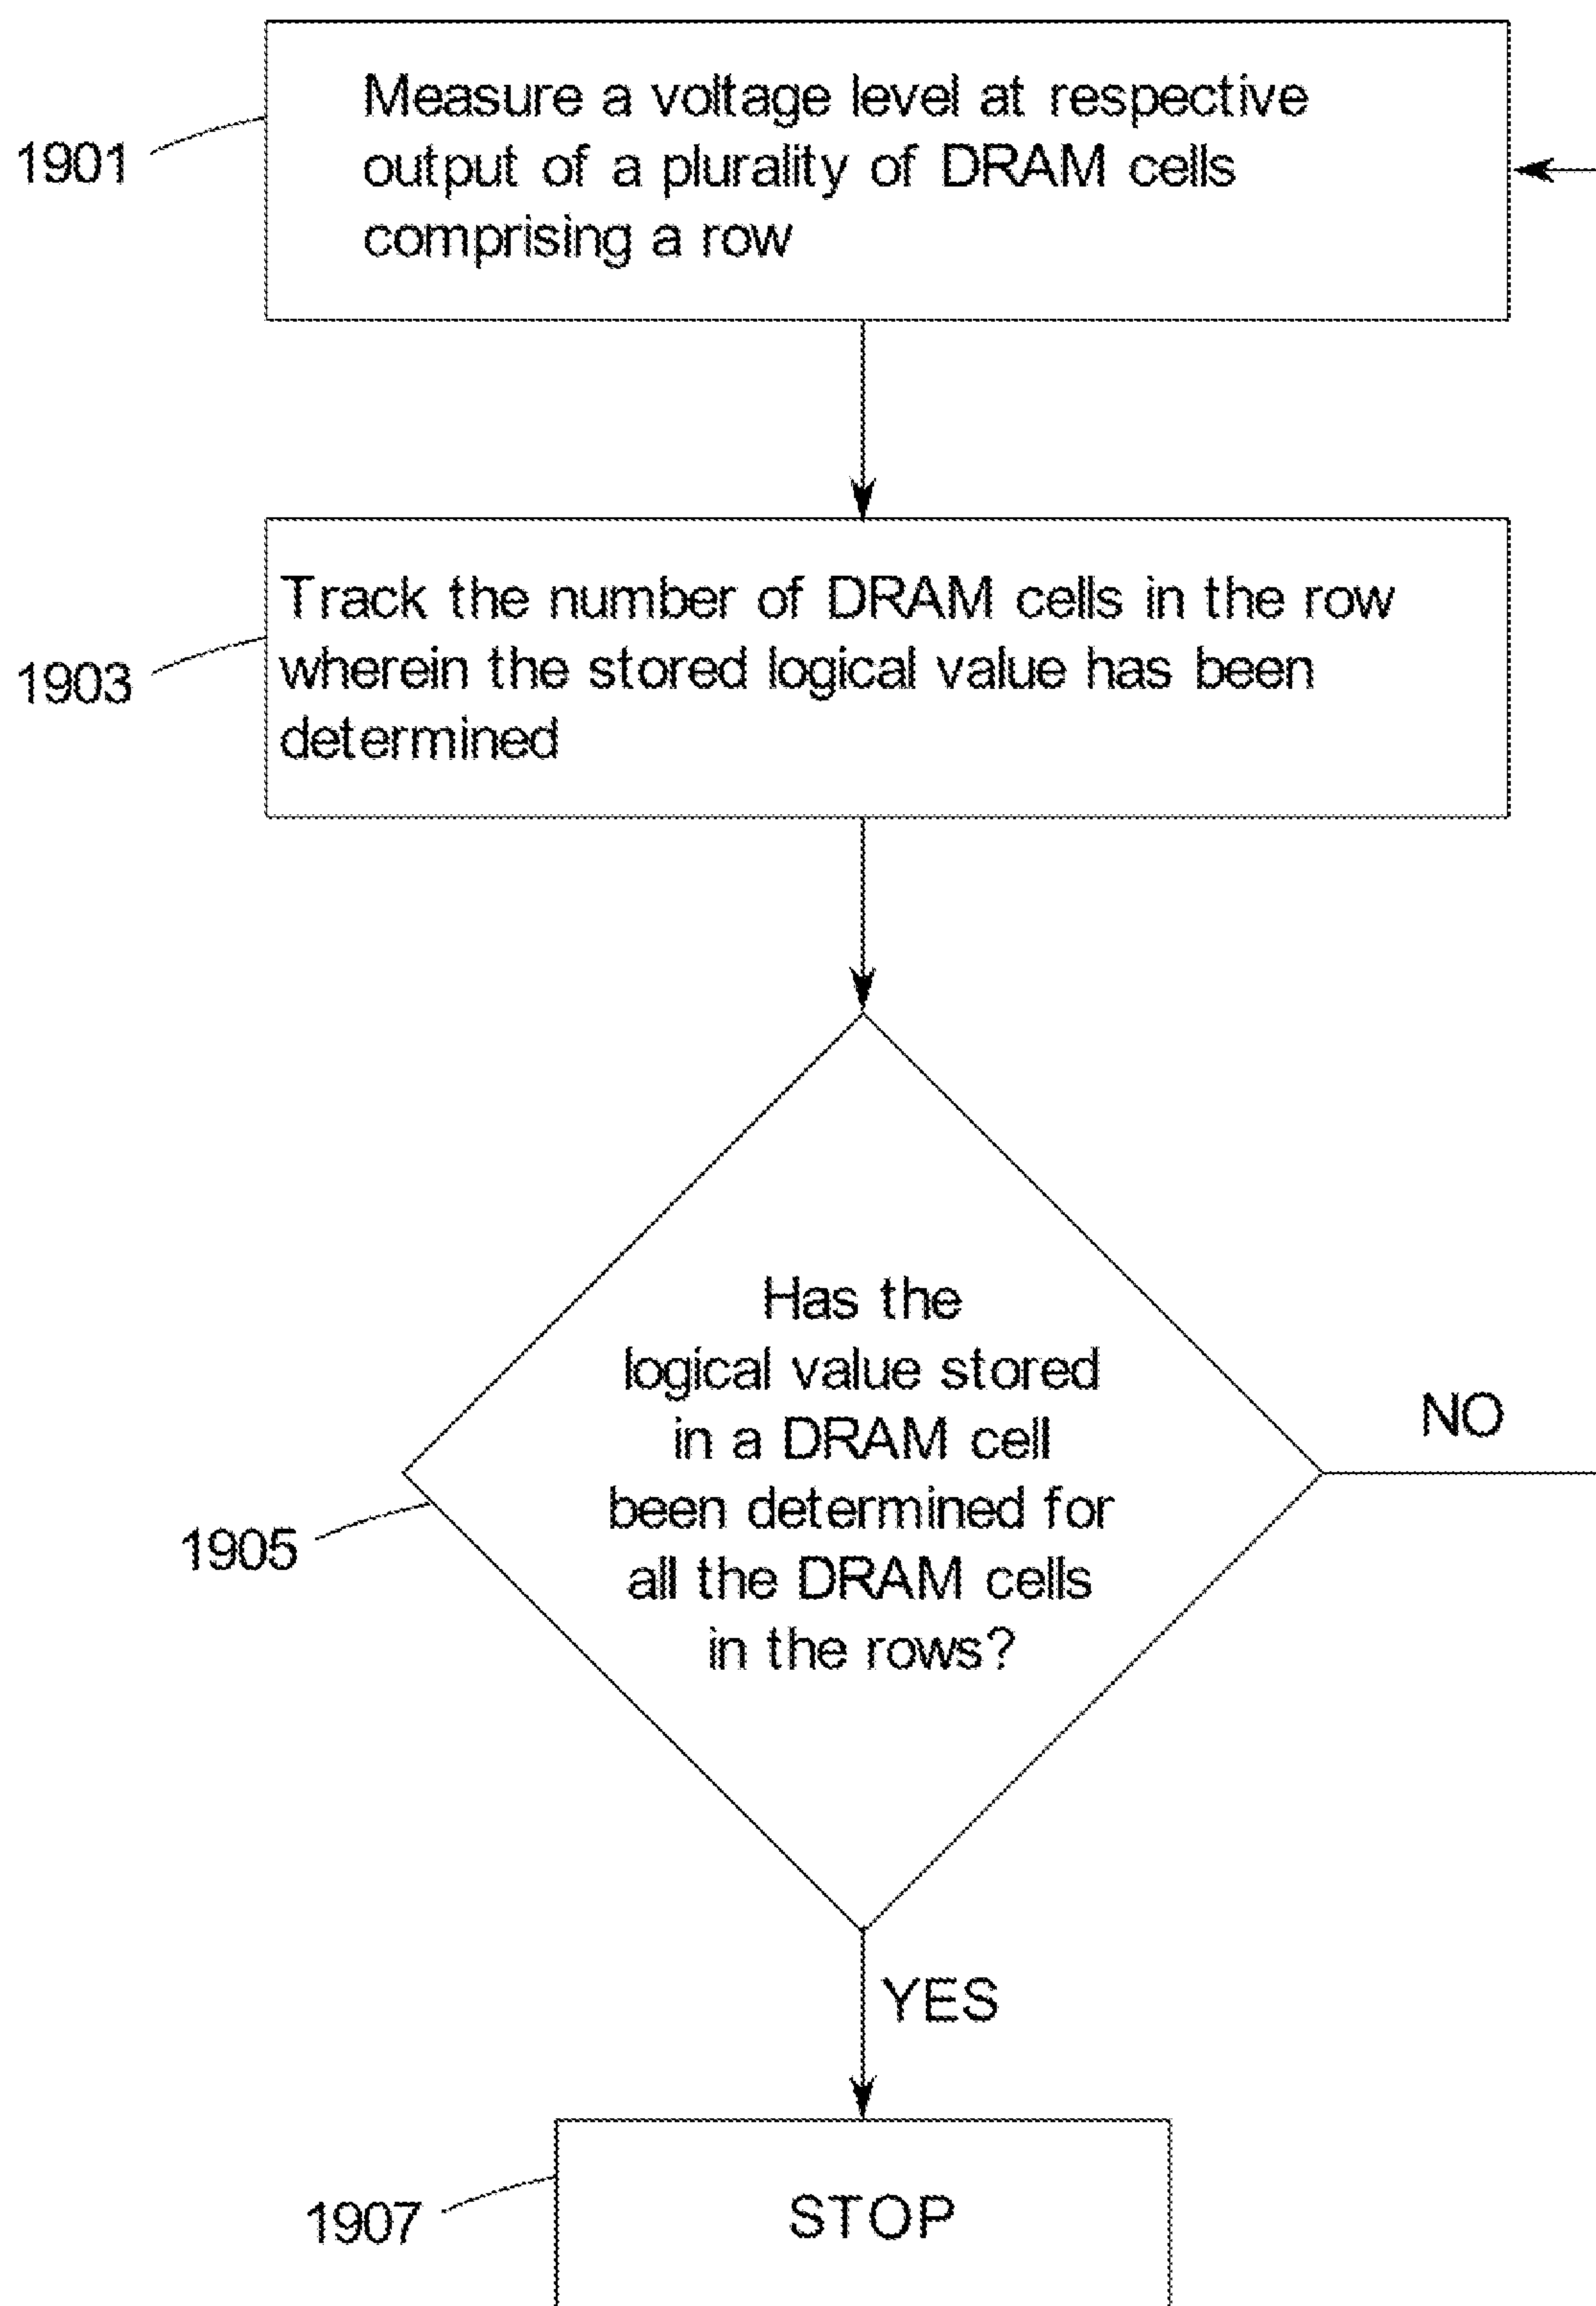 Measure a voltage level at respective
output of a plurality of DRAM cells
comprising a row
1901
Track the number of DRAM cells in the row
wherein the stored logical value has been
determined
1903
Has the
logical value stored
in a DRAM cell
been determined for
all the DRAM cells
in the rows?
NO
1905
YES
STOP
1907